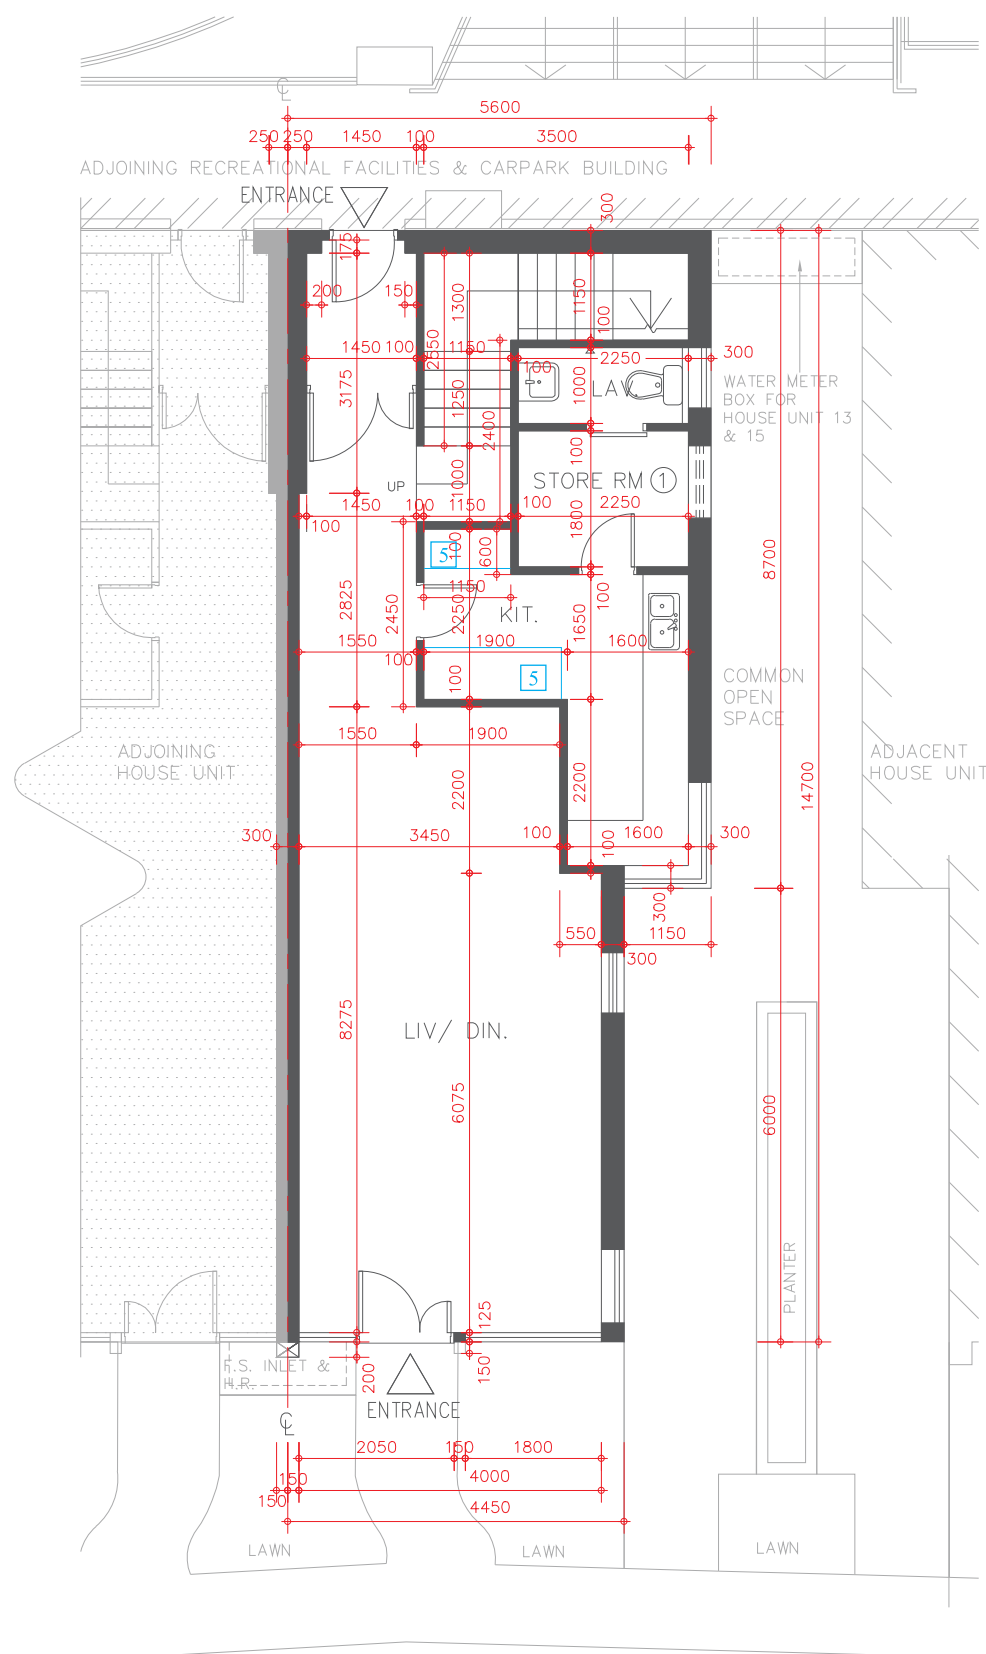 ℄
5600
250 250 1450 100 3500
ADJOINING RECREATIONAL FACILITIES & CARPARK BUILDING
ENTRANCE
300
175
200 150
1300
1150
100
2550
1450 100 1150
100
2250
300
3175
1250
1000
LAV.
WATER METER
BOX FOR
HOUSE UNIT 13
& 15
2400
100
STORE RM 1
UP
1000
1450 100 1150 100 2250
100
1800
5
100
600
8700
1150
100
2825
2450
2250
KIT.
1650
1550 1900 1600
100
100
5
COMMON
OPEN
SPACE
1550 1900
ADJOINING
HOUSE UNIT
ADJACENT
HOUSE UNIT
2200
2200
14700
300 3450 100 1600 300
100
300
550 1150
300
8275
LIV/ DIN.
6075
6000
PLANTER
125
F.S. INLET &
H.R.
200
150
ENTRANCE
℄
2050 150 1800
150 4000
150
4450
LAWN
LAWN
LAWN